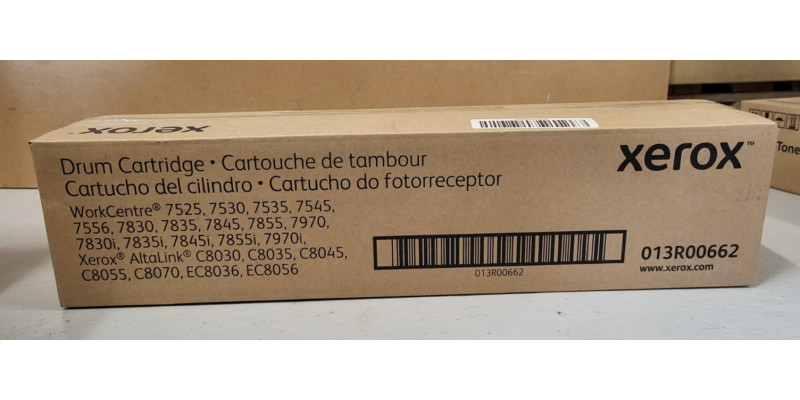 xerox
Drum Cartridge • Cartouche de tambour
Cartucho del cilindro • Cartucho do fotorreceptor
WorkCentre® 7525, 7530, 7535, 7545,
7556, 7830, 7835, 7845, 7855, 7970,
7830i, 7835i, 7845i, 7855i, 7970i,
Xerox® AltaLink® C8030, C8035, C8045,
C8055, C8070, EC8036, EC8056
013R00662
xerox™
013R00662
www.xerox.com
Tone